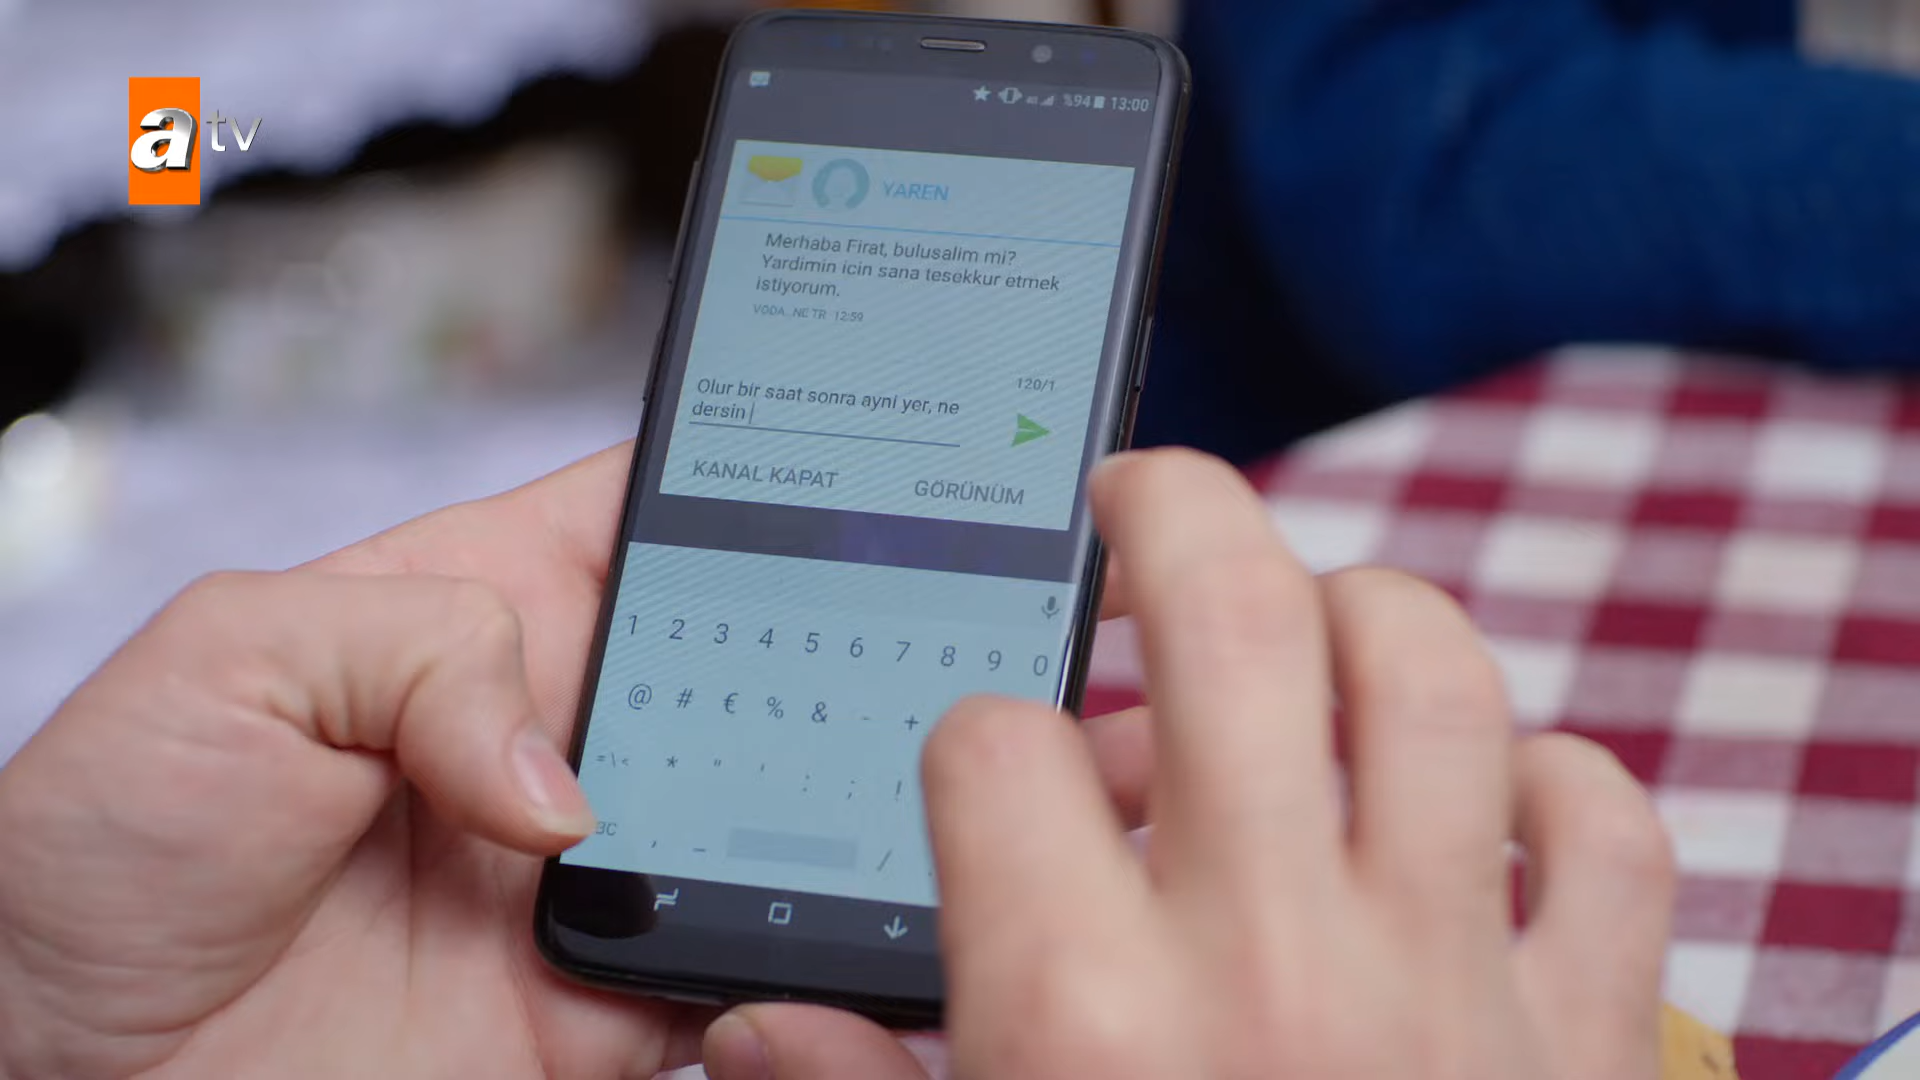 atv
%94 13:00
YAREN
Merhaba Firat, bulusalim mi?
Yardimin icin sana tesekkur etmek
istiyorum.
VODA...NE TR 12:59
120/1
Olur bir saat sonra ayni yer, ne
dersin
KANAL KAPAT GÖRÜNÜM
1 2 3 4 5 6 7 8 9 0
@ # € % & - +
=\< * " ' : ; !
BC , _ /